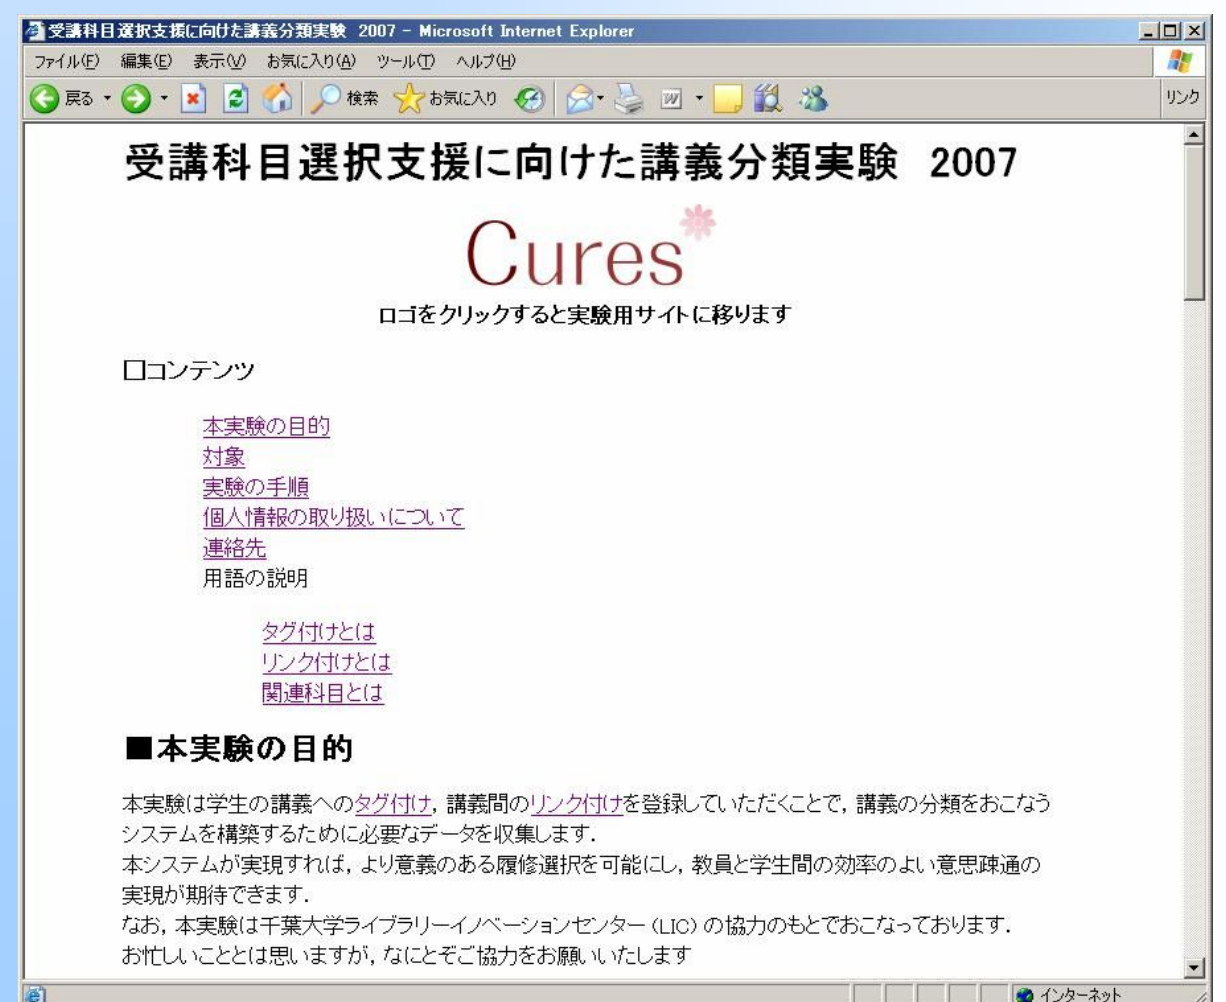 受講科目選択支援に向けた講義分類実験 2007 - Microsoft Internet Explorer
ファイル(F) 編集(E) 表示(V) お気に入り(A) ツール(T) ヘルプ(H)
戻る 検索 お気に入り リンク
受講科目選択支援に向けた講義分類実験 2007
Cures
ロゴをクリックすると実験用サイトに移ります
□コンテンツ
本実験の目的
対象
実験の手順
個人情報の取り扱いについて
連絡先
用語の説明
タグ付けとは
リンク付けとは
関連科目とは
■本実験の目的
本実験は学生の講義へのタグ付け, 講義間のリンク付けを登録していただくことで, 講義の分類をおこなう
システムを構築するために必要なデータを収集します.
本システムが実現すれば, より意義のある履修選択を可能にし, 教員と学生間の効率のよい意思疎通の
実現が期待できます.
なお, 本実験は千葉大学ライブラリーイノベーションセンター (LIC) の協力のもとでおこなっております.
お忙しいこととは思いますが, なにとぞご協力をお願いいたします
インターネット